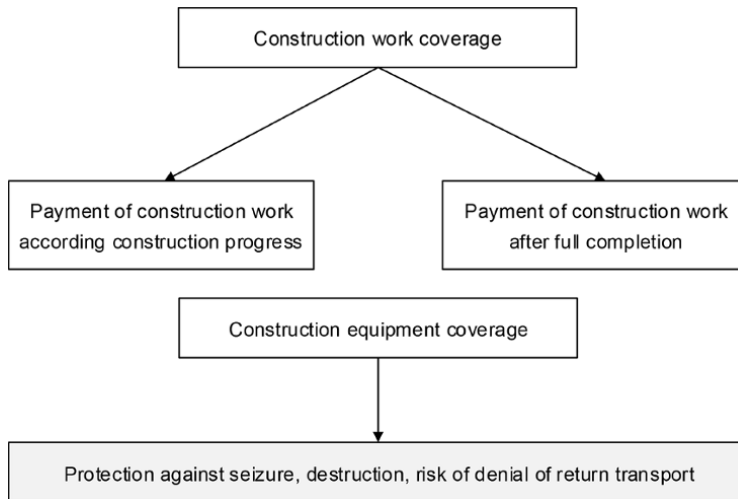 Construction work coverage
Payment of construction work
according construction progress
Payment of construction work
after full completion
Construction equipment coverage
Protection against seizure, destruction, risk of denial of return transport